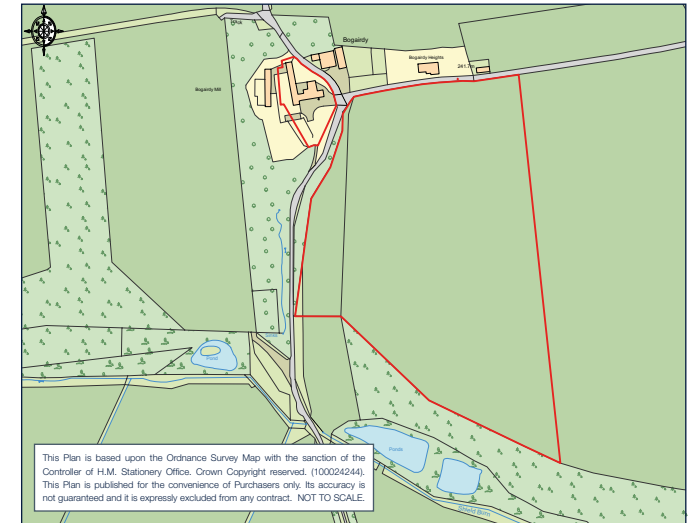 Bogairdy
Bogairdy Heights
241.7m
Bogairdy Mill
Pond
Ponds
Shield Burn
This Plan is based upon the Ordnance Survey Map with the sanction of the
Controller of H.M. Stationery Office. Crown Copyright reserved. (100024244).
This Plan is published for the convenience of Purchasers only. Its accuracy is
not guaranteed and it is expressly excluded from any contract. NOT TO SCALE.